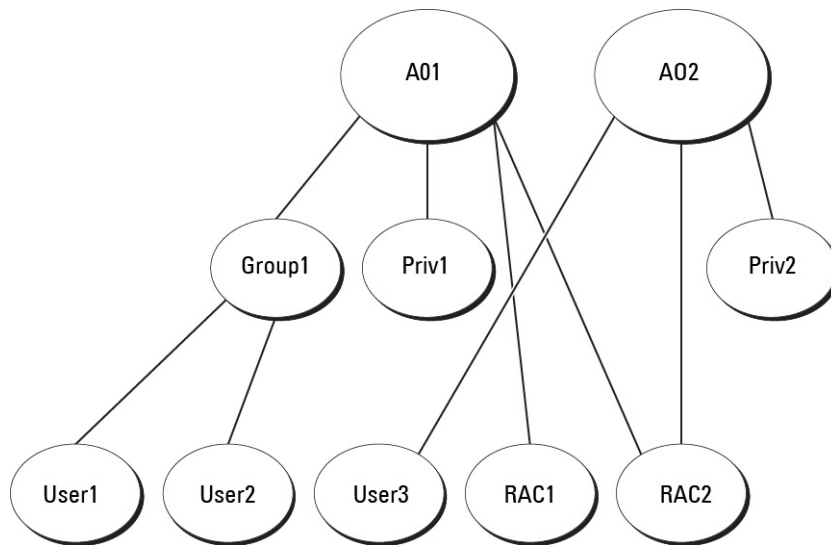 A01
AO2
Group1
Priv1
Priv2
User1
User2
User3
RAC1
RAC2